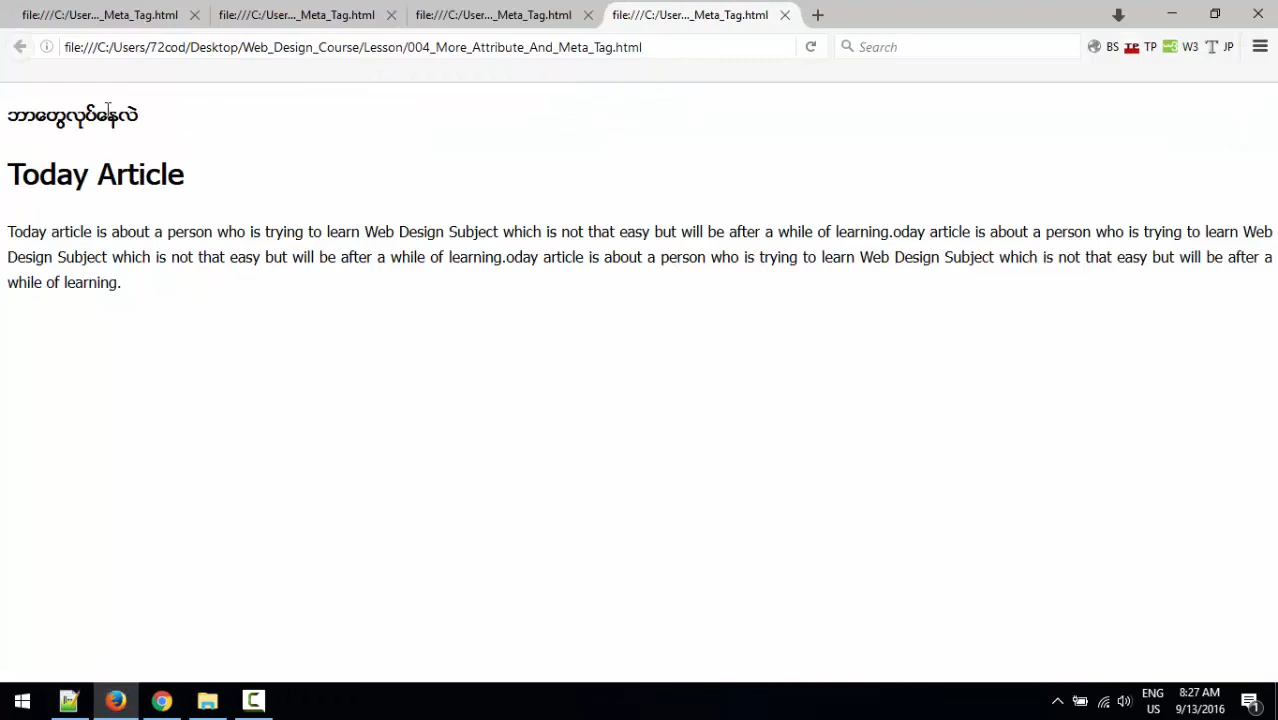 file:///C:/User..._Meta_Tag.html
file:///C:/User..._Meta_Tag.html
file:///C:/User..._Meta_Tag.html
file:///C:/User..._Meta_Tag.html
file:///C:/Users/72cod/Desktop/Web_Design_Course/Lesson/004_More_Attribute_And_Meta_Tag.html
Search
BS TP TP W3 T JP
ဘာတွေလုပ်နေလဲ
Today Article
Today article is about a person who is trying to learn Web Design Subject which is not that easy but will be after a while of learning.oday article is about a person who is trying to learn Web
Design Subject which is not that easy but will be after a while of learning.oday article is about a person who is trying to learn Web Design Subject which is not that easy but will be after a
while of learning.
ENG
US
8:27 AM
9/13/2016
1